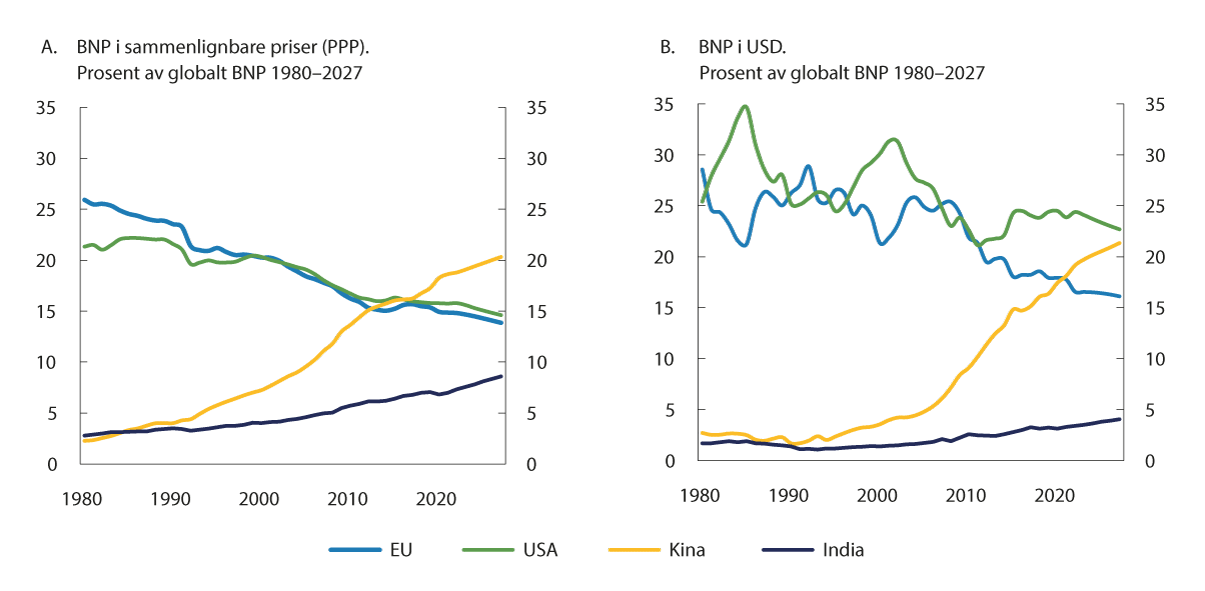 A. BNP i sammenlignbare priser (PPP).
Prosent av globalt BNP 1980–2027
35 35
30 30
25 25
20 20
15 15
10 10
5 5
0 0
1980 1990 2000 2010 2020
B. BNP i USD.
Prosent av globalt BNP 1980–2027
35 35
30 30
25 25
20 20
15 15
10 10
5 5
0 0
1980 1990 2000 2010 2020
EU USA Kina India